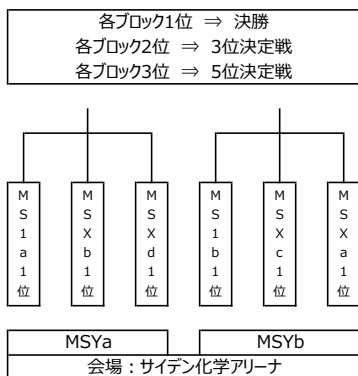 各ブロック1位 ⇒ 決勝
各ブロック2位 ⇒ 3位決定戦
各ブロック3位 ⇒ 5位決定戦
MS1a1位
MSXb1位
MSXd1位
MS1b1位
MSXc1位
MSXa1位
MSYa
MSYb
会場：サイデン化学アリーナ